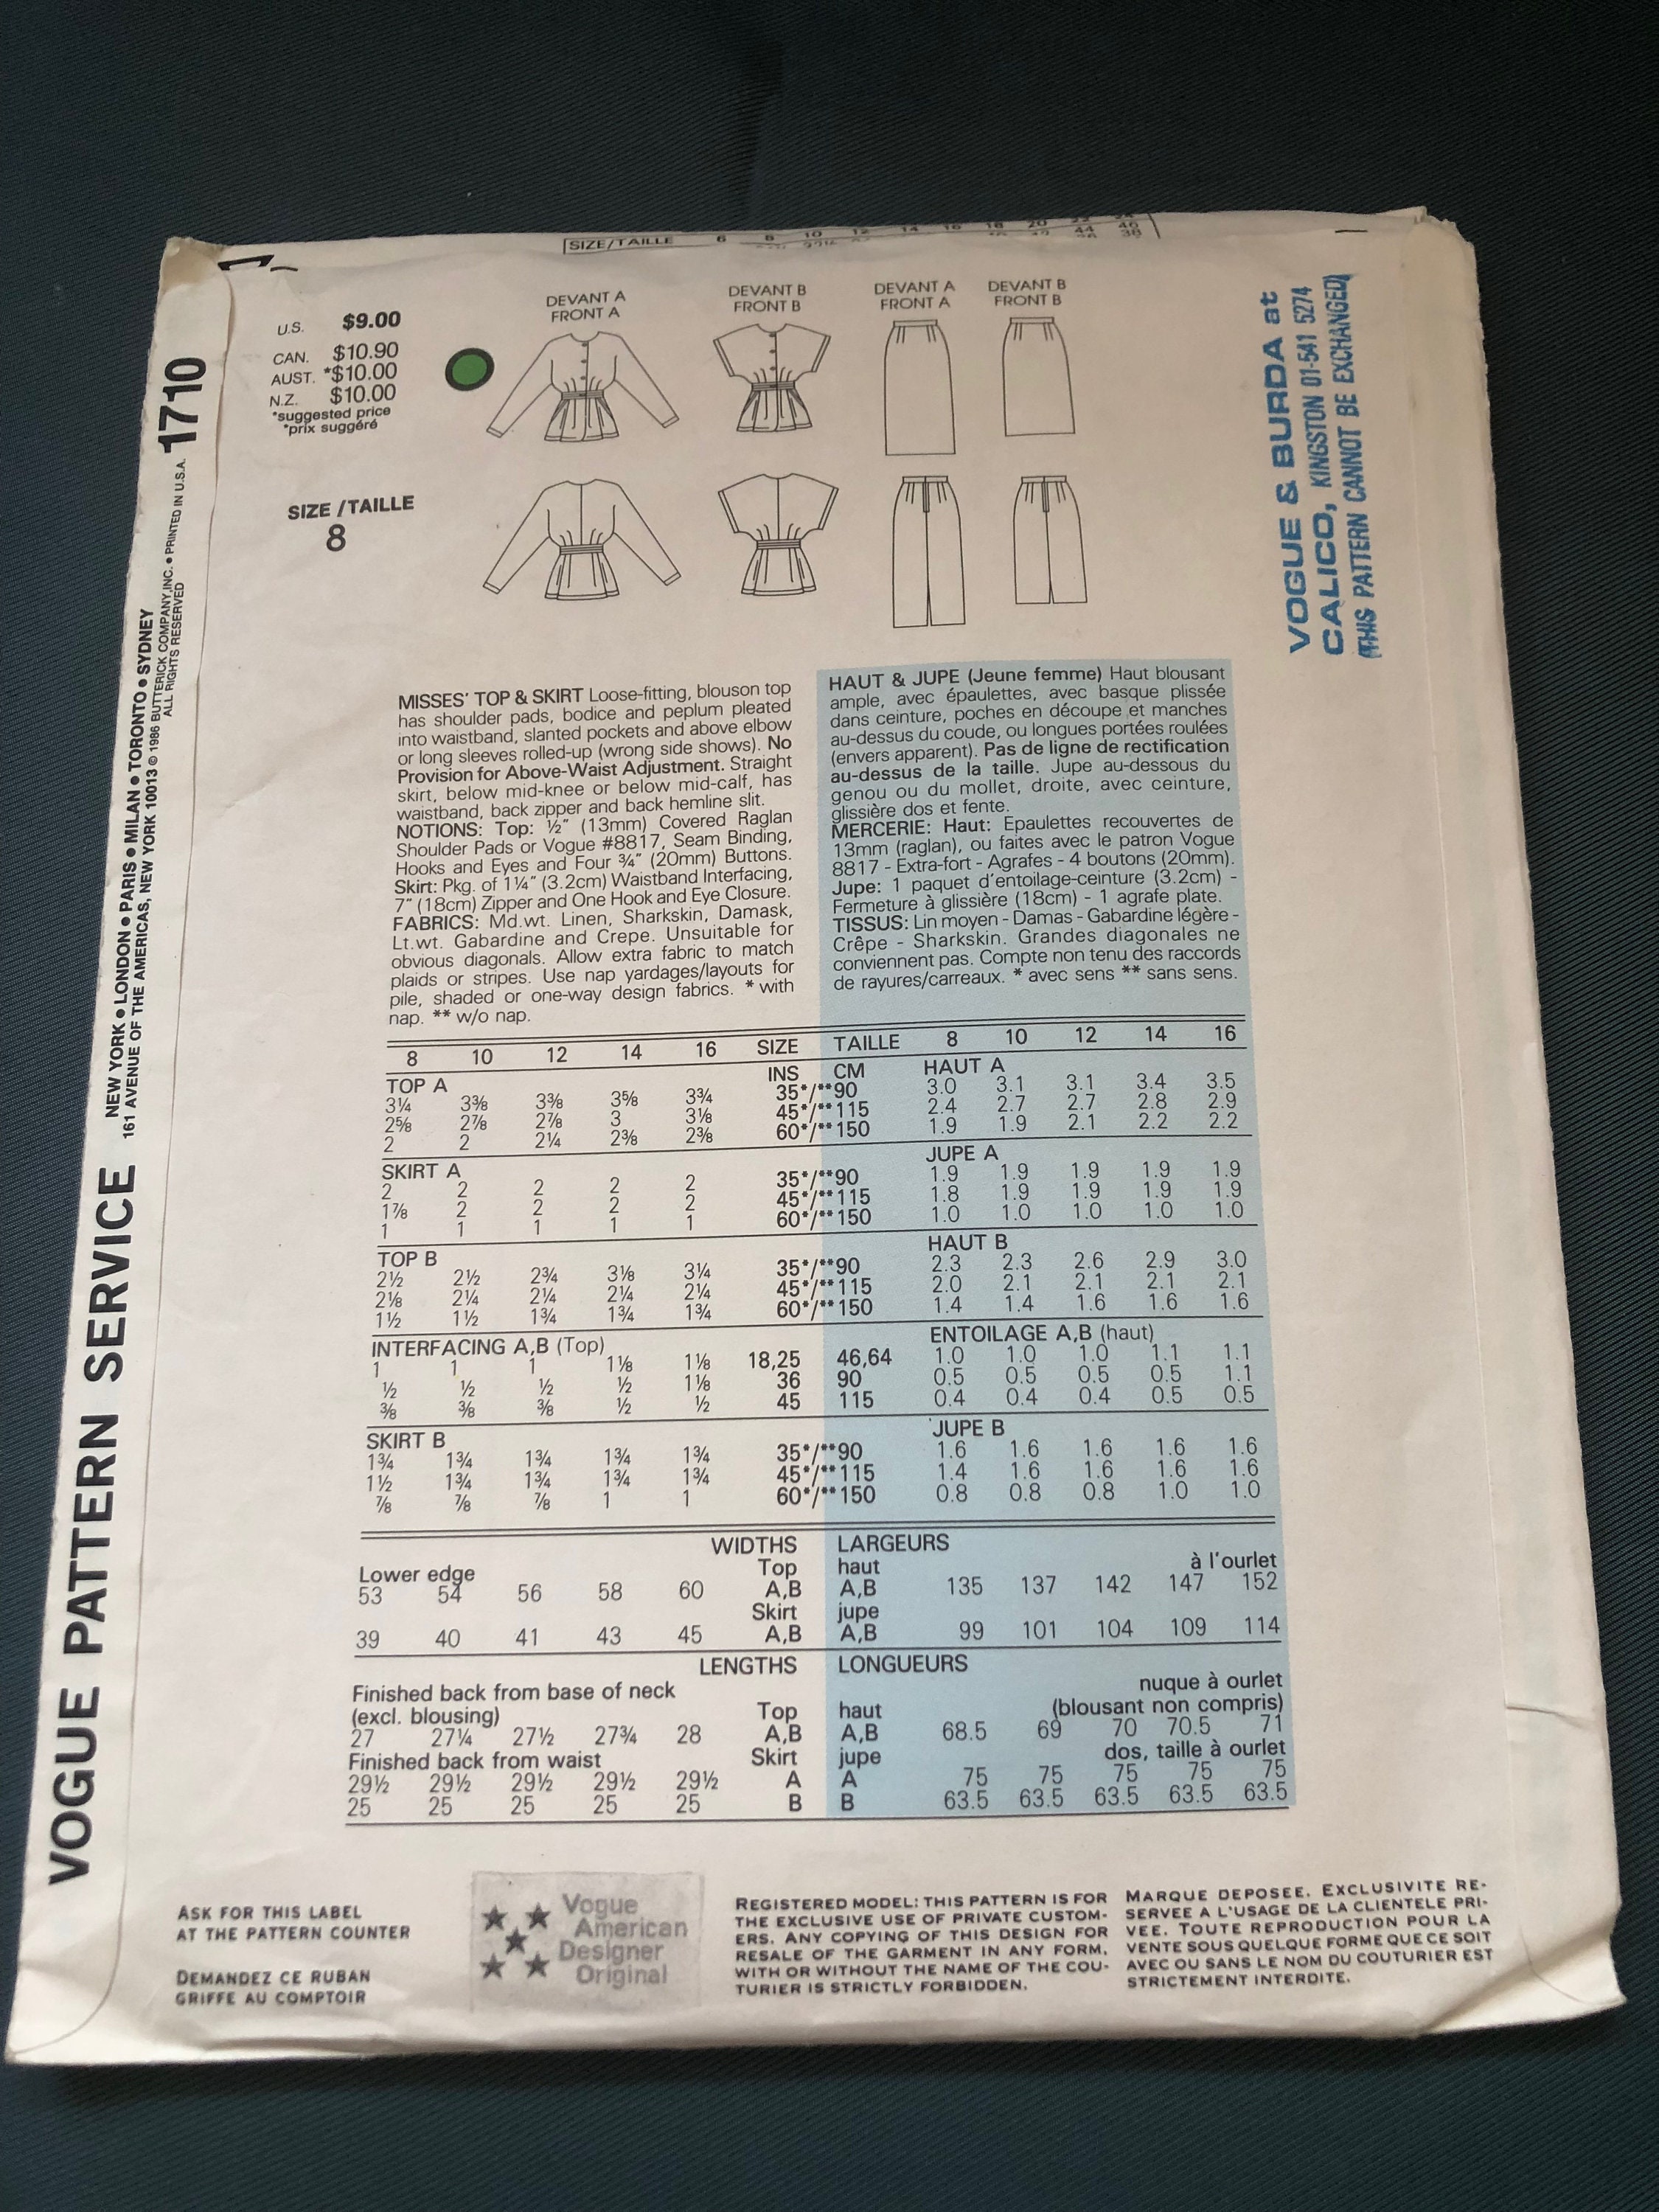 SIZE/TAILLE 6 8 10 12 14 16 18 20 22 24
44 46
38
U.S. $9.00
CAN. $10.90
AUST. *$10.00
N.Z. $10.00
*suggested price
*prix suggéré
SIZE /TAILLE
8
DEVANT A
FRONT A
DEVANT B
FRONT B
DEVANT A
FRONT A
DEVANT B
FRONT B
VOGUE & BURDA at
CALICO, KINGSTON 01-541 5274
(THIS PATTERN CANNOT BE EXCHANGED)
1710
VOGUE PATTERN SERVICE
NEW YORK • LONDON • PARIS • MILAN • TORONTO • SYDNEY
161 AVENUE OF THE AMERICAS, NEW YORK 10013 © 1986 BUTTERICK COMPANY, INC. • PRINTED IN U.S.A.
ALL RIGHTS RESERVED
MISSES' TOP & SKIRT Loose-fitting, blouson top
has shoulder pads, bodice and peplum pleated
into waistband, slanted pockets and above elbow
or long sleeves rolled-up (wrong side shows). No
Provision for Above-Waist Adjustment. Straight
skirt, below mid-knee or below mid-calf, has
waistband, back zipper and back hemline slit.
NOTIONS: Top: ½" (13mm) Covered Raglan
Shoulder Pads or Vogue #8817, Seam Binding,
Hooks and Eyes and Four ¾" (20mm) Buttons.
Skirt: Pkg. of 1¼" (3.2cm) Waistband Interfacing,
7" (18cm) Zipper and One Hook and Eye Closure.
FABRICS: Md.wt. Linen, Sharkskin, Damask,
Lt.wt. Gabardine and Crepe. Unsuitable for
obvious diagonals. Allow extra fabric to match
plaids or stripes. Use nap yardages/layouts for
pile, shaded or one-way design fabrics. * with
nap. ** w/o nap.
HAUT & JUPE (Jeune femme) Haut blousant
ample, avec épaulettes, avec basque plissée
dans ceinture, poches en découpe et manches
au-dessus du coude, ou longues portées roulées
(envers apparent). Pas de ligne de rectification
au-dessus de la taille. Jupe au-dessous du
genou ou du mollet, droite, avec ceinture,
glissière dos et fente.
MERCERIE: Haut: Epaulettes recouvertes de
13mm (raglan), ou faites avec le patron Vogue
8817 - Extra-fort - Agrafes - 4 boutons (20mm).
Jupe: 1 paquet d'entoilage-ceinture (3.2cm) -
Fermeture à glissière (18cm) - 1 agrafe plate.
TISSUS: Lin moyen - Damas - Gabardine légère -
Crêpe - Sharkskin. Grandes diagonales ne
conviennent pas. Compte non tenu des raccords
de rayures/carreaux. * avec sens ** sans sens.
8 10 12 14 16 SIZE TAILLE 8 10 12 14 16
TOP A INS CM HAUT A
3¼ 3⅜ 3⅜ 3⅝ 3¾ 35*/**90 3.0 3.1 3.1 3.4 3.5
2⅝ 2⅞ 2⅞ 3 3⅛ 45*/**115 2.4 2.7 2.7 2.8 2.9
2 2 2¼ 2⅜ 2⅜ 60*/**150 1.9 1.9 2.1 2.2 2.2
SKIRT A JUPE A
2 2 2 2 2 35*/**90 1.9 1.9 1.9 1.9 1.9
1⅞ 2 2 2 2 45*/**115 1.8 1.9 1.9 1.9 1.9
1 1 1 1 1 60*/**150 1.0 1.0 1.0 1.0 1.0
TOP B HAUT B
2½ 2½ 2¾ 3⅛ 3¼ 35*/**90 2.3 2.3 2.6 2.9 3.0
2⅛ 2¼ 2¼ 2¼ 2¼ 45*/**115 2.0 2.1 2.1 2.1 2.1
1½ 1½ 1¾ 1¾ 1¾ 60*/**150 1.4 1.4 1.6 1.6 1.6
INTERFACING A,B (Top) ENTOILAGE A,B (haut)
1 1 1 1⅛ 1⅛ 18,25 46,64 1.0 1.0 1.0 1.1 1.1
½ ½ ½ ½ 1⅛ 36 90 0.5 0.5 0.5 0.5 1.1
⅜ ⅜ ⅜ ½ ½ 45 115 0.4 0.4 0.4 0.5 0.5
SKIRT B JUPE B
1¾ 1¾ 1¾ 1¾ 1¾ 35*/**90 1.6 1.6 1.6 1.6 1.6
1½ 1¾ 1¾ 1¾ 1¾ 45*/**115 1.4 1.6 1.6 1.6 1.6
⅞ ⅞ ⅞ 1 1 60*/**150 0.8 0.8 0.8 1.0 1.0
WIDTHS LARGEURS
Lower edge Top haut à l'ourlet
53 54 56 58 60 A,B A,B 135 137 142 147 152
Skirt jupe
39 40 41 43 45 A,B A,B 99 101 104 109 114
LENGTHS LONGUEURS
Finished back from base of neck nuque à ourlet
(excl. blousing) Top haut (blousant non compris)
27 27¼ 27½ 27¾ 28 A,B A,B 68.5 69 70 70.5 71
Finished back from waist Skirt jupe dos, taille à ourlet
29½ 29½ 29½ 29½ 29½ A A 75 75 75 75 75
25 25 25 25 25 B B 63.5 63.5 63.5 63.5 63.5
ASK FOR THIS LABEL
AT THE PATTERN COUNTER
DEMANDEZ CE RUBAN
GRIFFE AU COMPTOIR
Vogue
American
Designer
Original
REGISTERED MODEL: THIS PATTERN IS FOR
THE EXCLUSIVE USE OF PRIVATE CUSTOM-
ERS. ANY COPYING OF THIS DESIGN FOR
RESALE OF THE GARMENT IN ANY FORM,
WITH OR WITHOUT THE NAME OF THE COU-
TURIER IS STRICTLY FORBIDDEN.
MARQUE DEPOSEE. EXCLUSIVITE RE-
SERVEE A L'USAGE DE LA CLIENTELE PRI-
VEE. TOUTE REPRODUCTION POUR LA
VENTE SOUS QUELQUE FORME QUE CE SOIT
AVEC OU SANS LE NOM DU COUTURIER EST
STRICTEMENT INTERDITE.